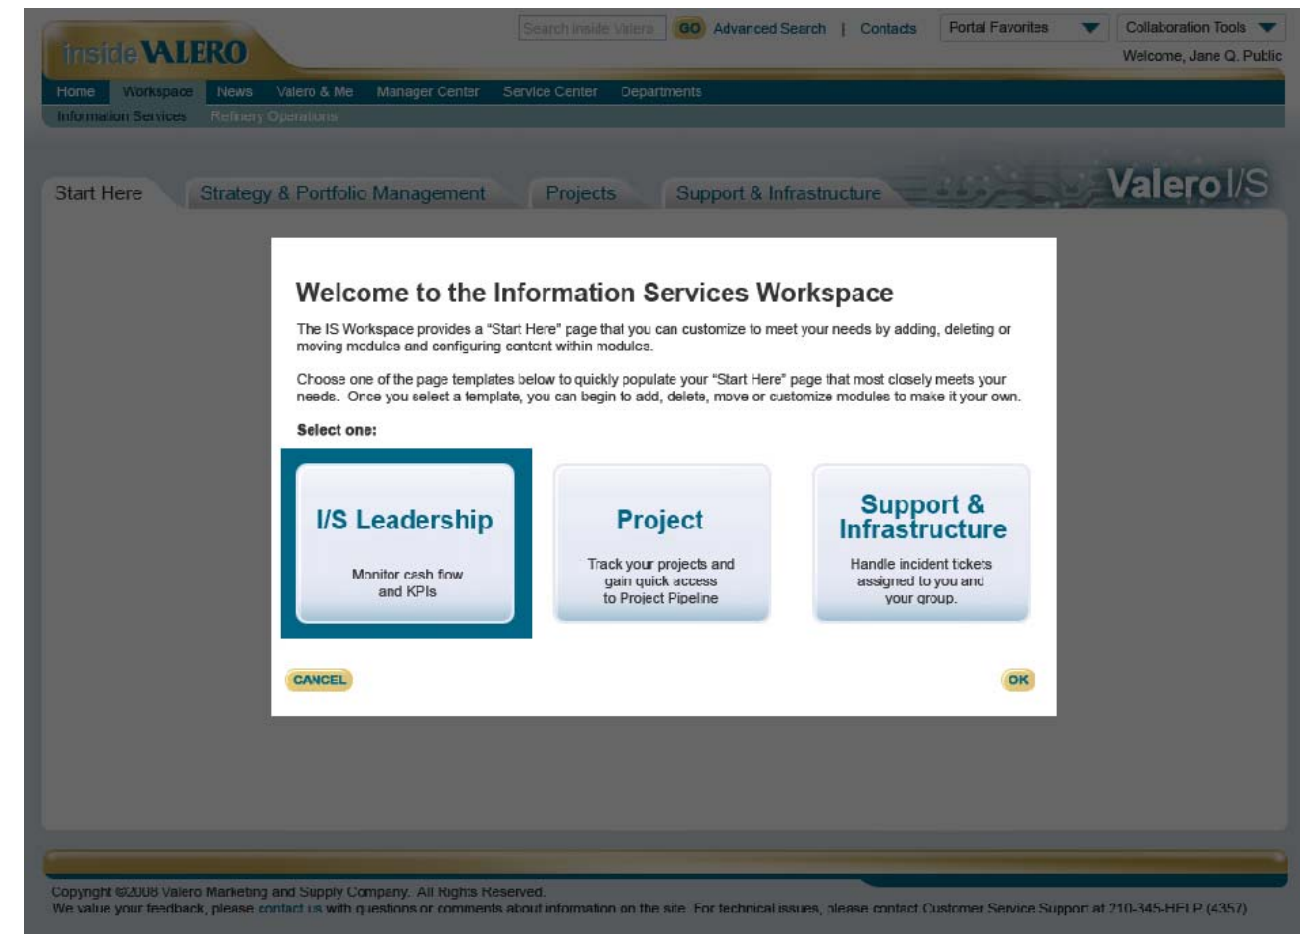 Search inside Valero GO Advanced Search | Contacts Portal Favorites Collaboration Tools
inside VALERO
Welcome, Jane Q. Public
Home Workspace News Valero & Me Manager Center Service Center Departments
Information Services Refinery Operations
Valero I/S
Start Here Strategy & Portfolio Management Projects Support & Infrastructure
Welcome to the Information Services Workspace
The IS Workspace provides a “Start Here” page that you can customize to meet your needs by adding, deleting or
moving modules and configuring content within modules.
Choose one of the page templates below to quickly populate your “Start Here” page that most closely meets your
needs. Once you select a template, you can begin to add, delete, move or customize modules to make it your own.
Select one:
I/S Leadership
Monitor cash flow
and KPIs
Project
Track your projects and
gain quick access
to Project Pipeline
Support &
Infrastructure
Handle incident tickets
assigned to you and
your group.
CANCEL
OK
Copyright ©2008 Valero Marketing and Supply Company. All Rights Reserved.
We value your feedback, please contact us with questions or comments about information on the site. For technical issues, please contact Customer Service Support at 210-345-HELP (4357)